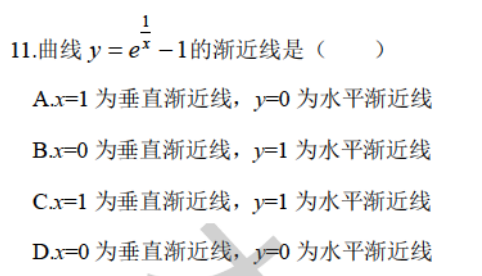 11.曲线 y = e^{1/x} − 1的渐近线是（　　）
A.x=1 为垂直渐近线，y=0 为水平渐近线
B.x=0 为垂直渐近线，y=1 为水平渐近线
C.x=1 为垂直渐近线，y=1 为水平渐近线
D.x=0 为垂直渐近线，y=0 为水平渐近线